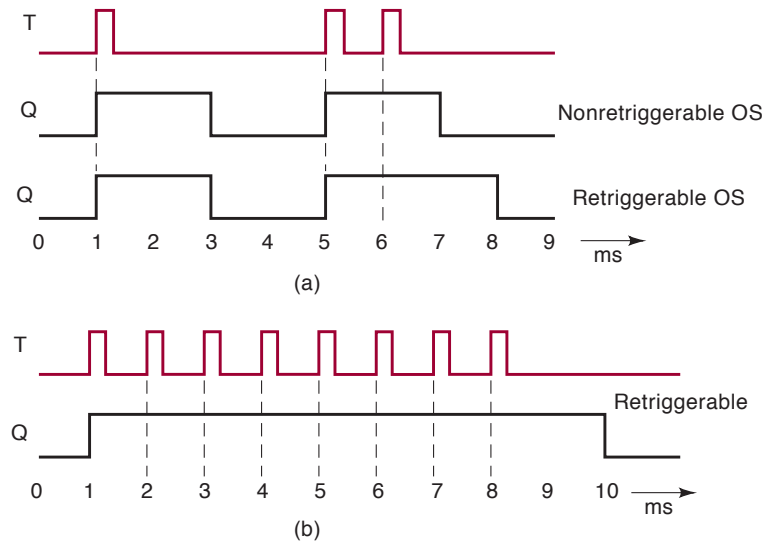 T
Q
Nonretriggerable OS
Q
Retriggerable OS
0 1 2 3 4 5 6 7 8 9
ms
(a)
T
Retriggerable
Q
0 1 2 3 4 5 6 7 8 9 10
ms
(b)